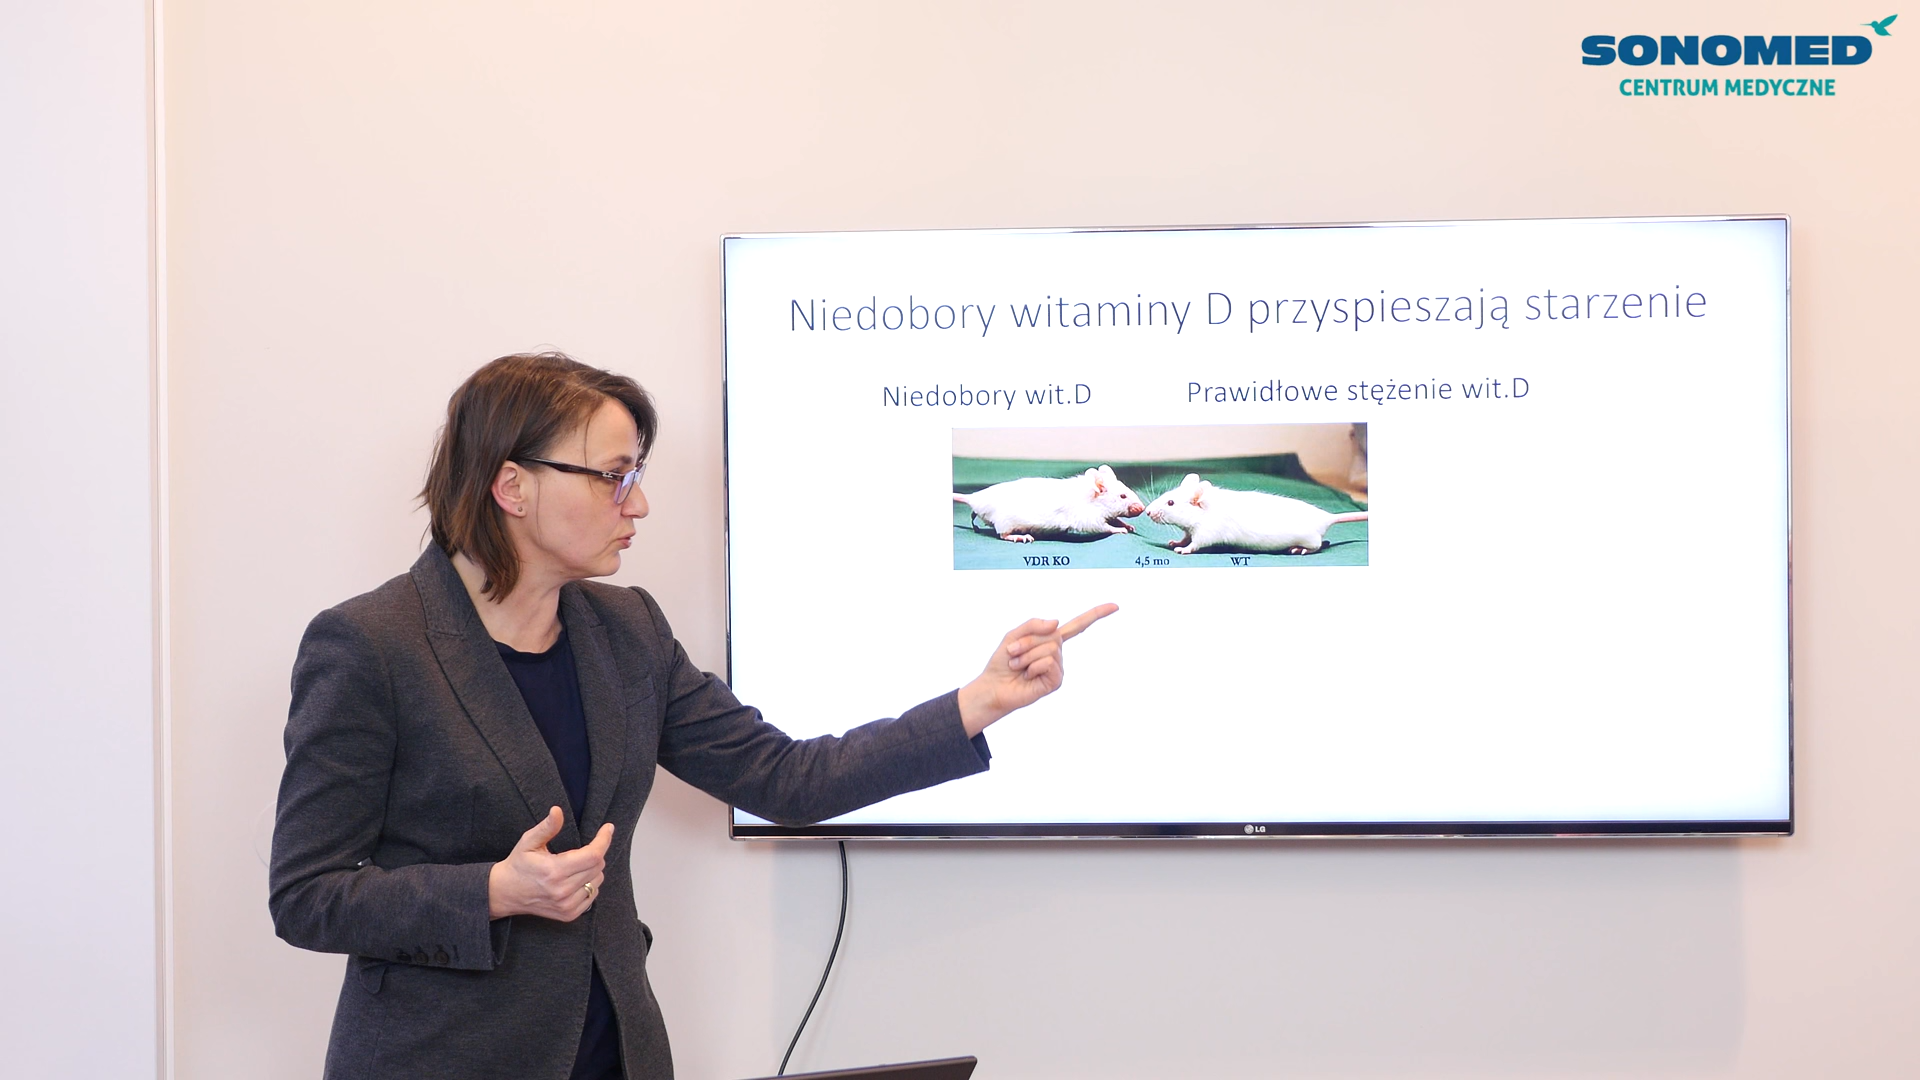 SONOMED
CENTRUM MEDYCZNE
Niedobory witaminy D przyspieszają starzenie
Niedobory wit.D
Prawidłowe stężenie wit.D
VDR KO
4,5 mo
WT
LG